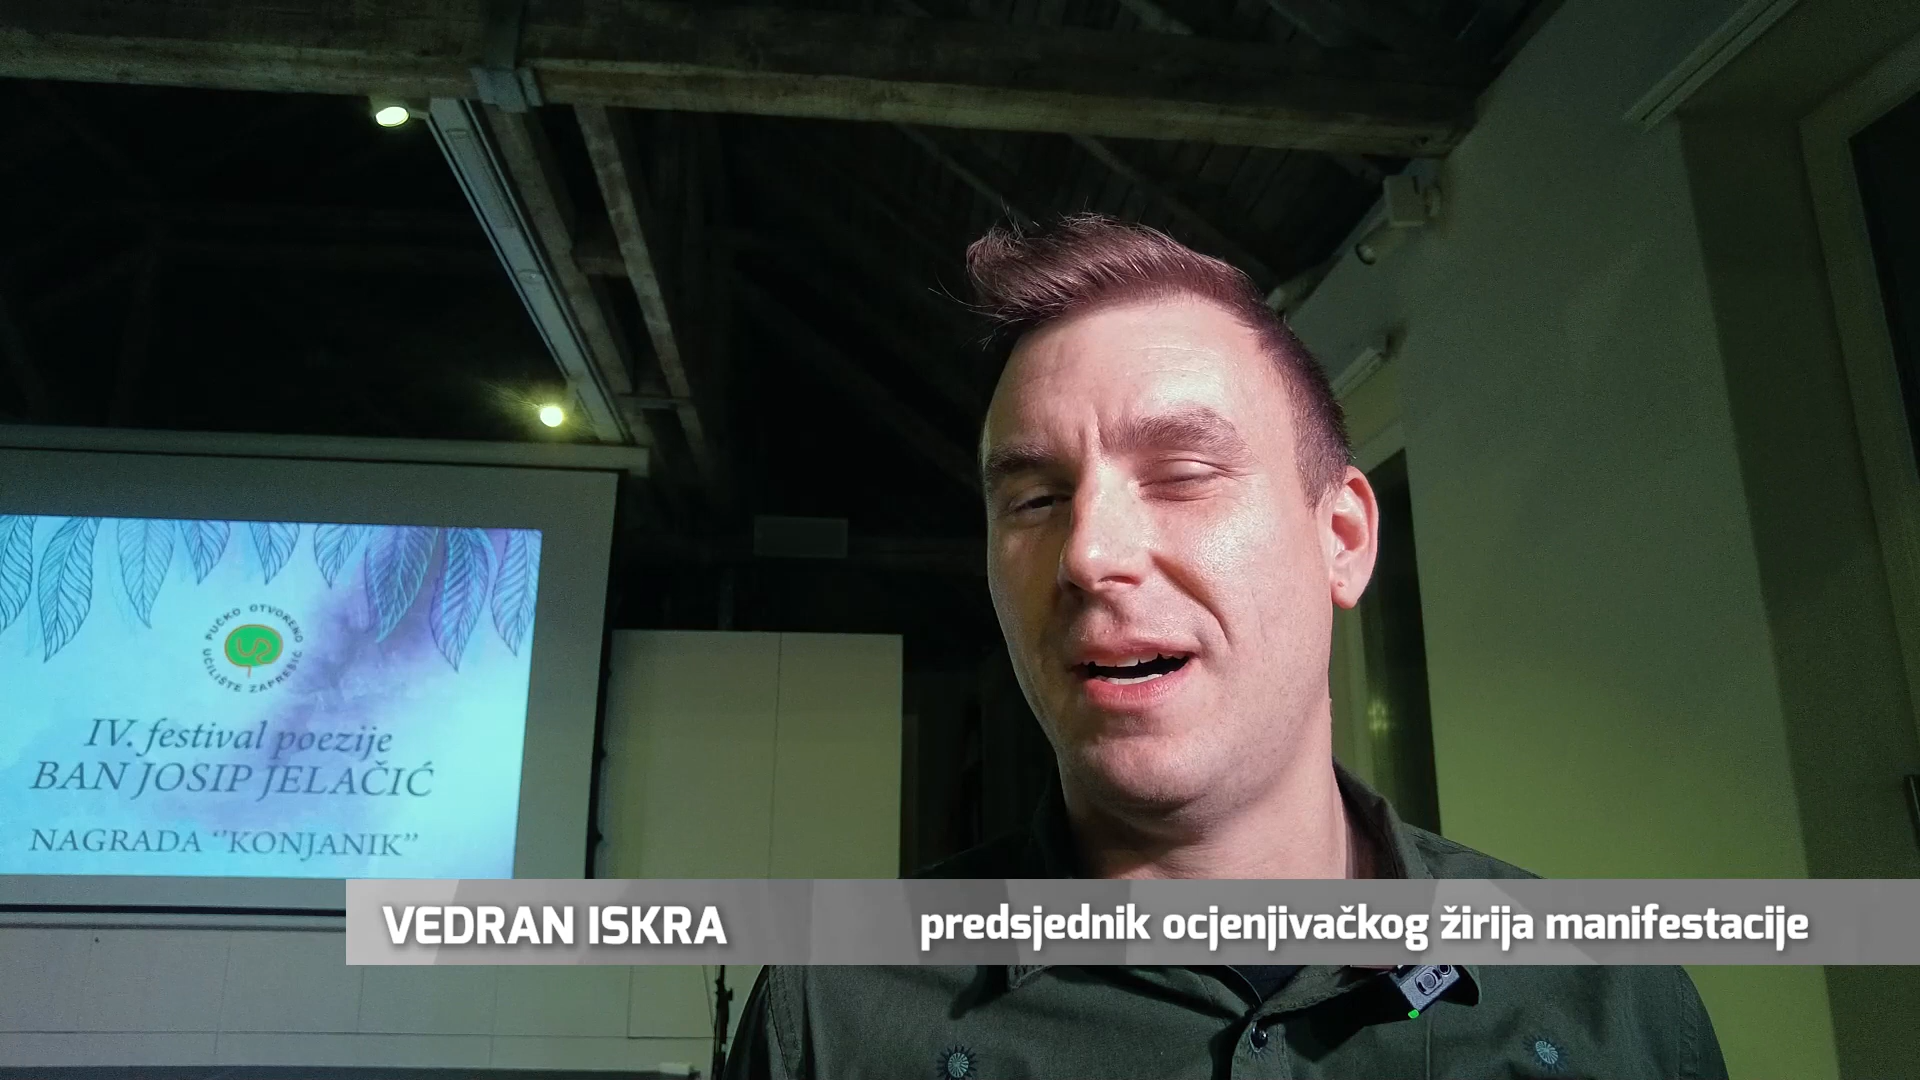 PUČKO OTVORENO
UČILIŠTE ZAPREŠIĆ
IV. festival poezije
BAN JOSIP JELAČIĆ
NAGRADA ‘‘KONJANIK’’
VEDRAN ISKRA
predsjednik ocjenjivačkog žirija manifestacije